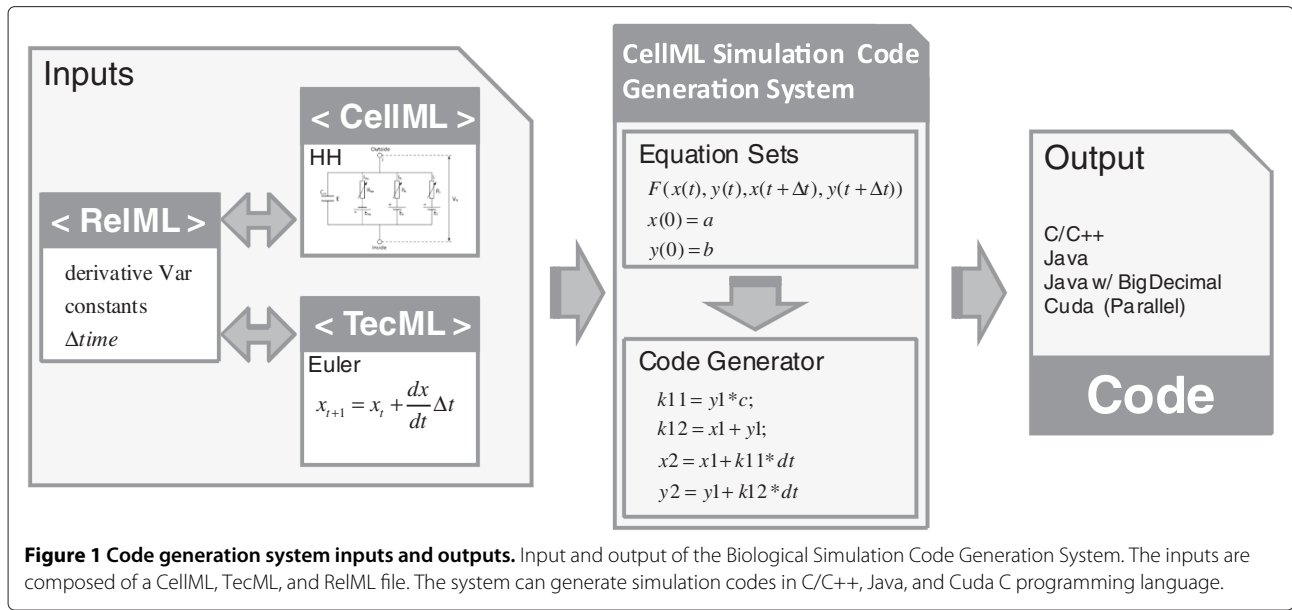 Inputs
< CellML >
HH
Outside
Inside
< RelML >
derivative Var
constants
Δtime
< TecML >
Euler
x_{t+1} = x_t + \frac{dx}{dt} Δt
CellML Simulation Code
Generation System
Equation Sets
F(x(t), y(t), x(t + Δt), y(t + Δt))
x(0) = a
y(0) = b
Code Generator
k11 = y1 * c;
k12 = x1 + y1;
x2 = x1 + k11 * dt
y2 = y1 + k12 * dt
Output
C/C++
Java
Java w/ BigDecimal
Cuda (Parallel)
Code
Figure 1 Code generation system inputs and outputs. Input and output of the Biological Simulation Code Generation System. The inputs are
composed of a CellML, TecML, and RelML file. The system can generate simulation codes in C/C++, Java, and Cuda C programming language.